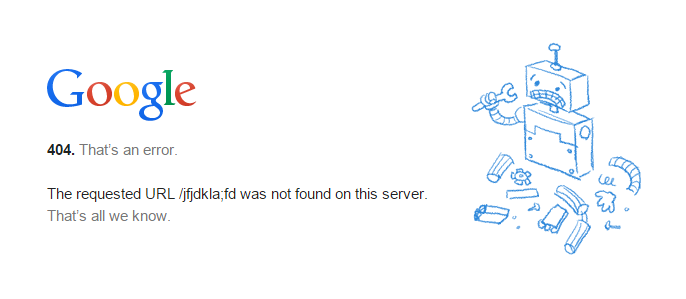 Google
404. That's an error.
The requested URL /jfjdkla;fd was not found on this server.
That's all we know.